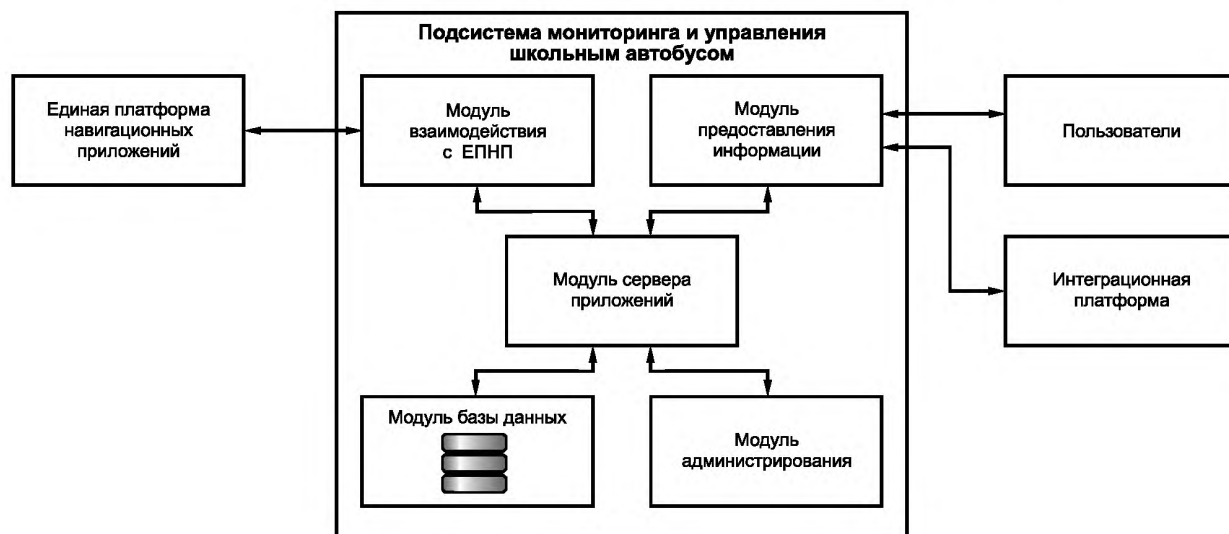 Подсистема мониторинга и управления
школьным автобусом
Единая платформа
навигационных
приложений
Модуль
взаимодействия
с ЕПНП
Модуль
предоставления
информации
Пользователи
Модуль сервера
приложений
Интеграционная
платформа
Модуль базы данных
Модуль
администрирования